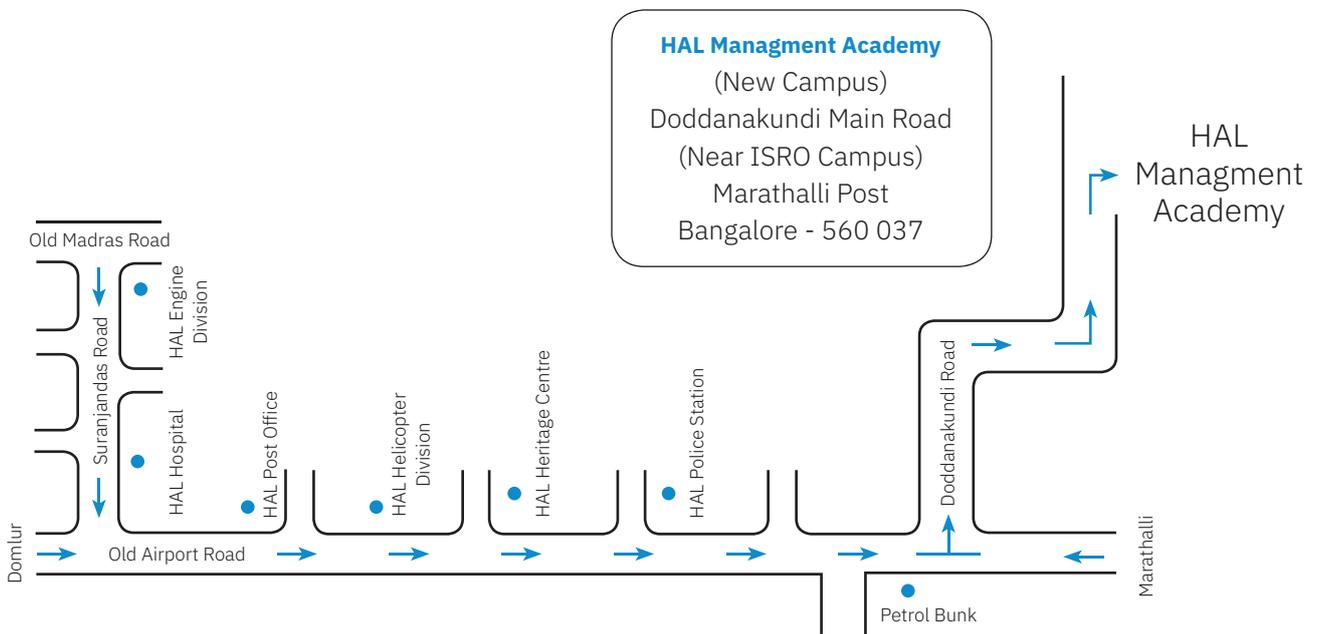 HAL Managment Academy
(New Campus)
Doddanakundi Main Road
(Near ISRO Campus)
Marathalli Post
Bangalore - 560 037
HAL
Managment
Academy
Old Madras Road
HAL Engine
Division
Suranjandas Road
HAL Hospital
HAL Post Office
HAL Helicopter
Division
HAL Heritage Centre
HAL Police Station
Doddanakundi Road
Domlur
Old Airport Road
Marathalli
Petrol Bunk